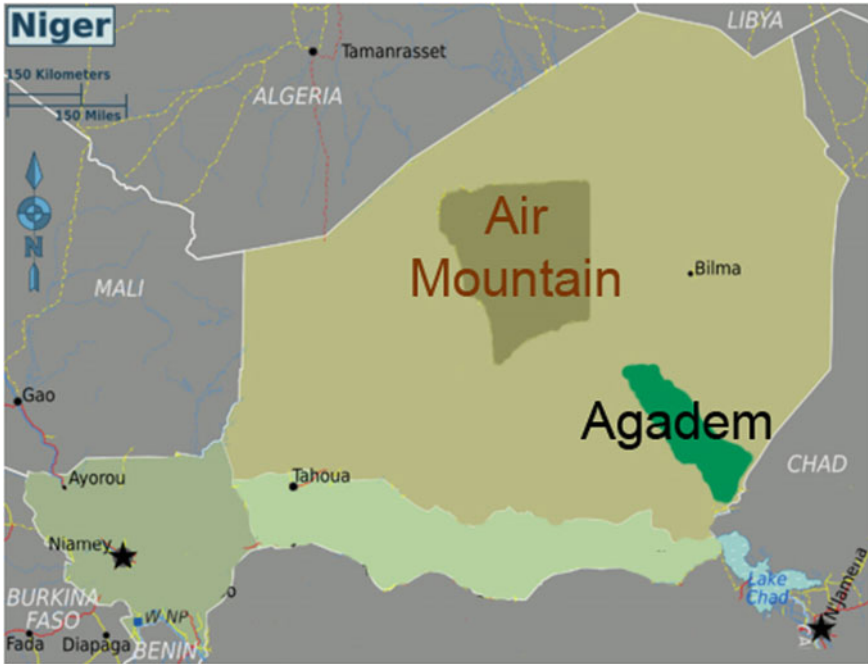 Niger
150 Kilometers
150 Miles
N
LIBYA
Tamanrasset
ALGERIA
Air
Mountain
Bilma
MALI
Gao
Agadem
CHAD
Ayorou
Tahoua
Niamey
Lake
Chad
N'Jamena
BURKINA
FASO
W NP
Fada
Diapaga
BENIN